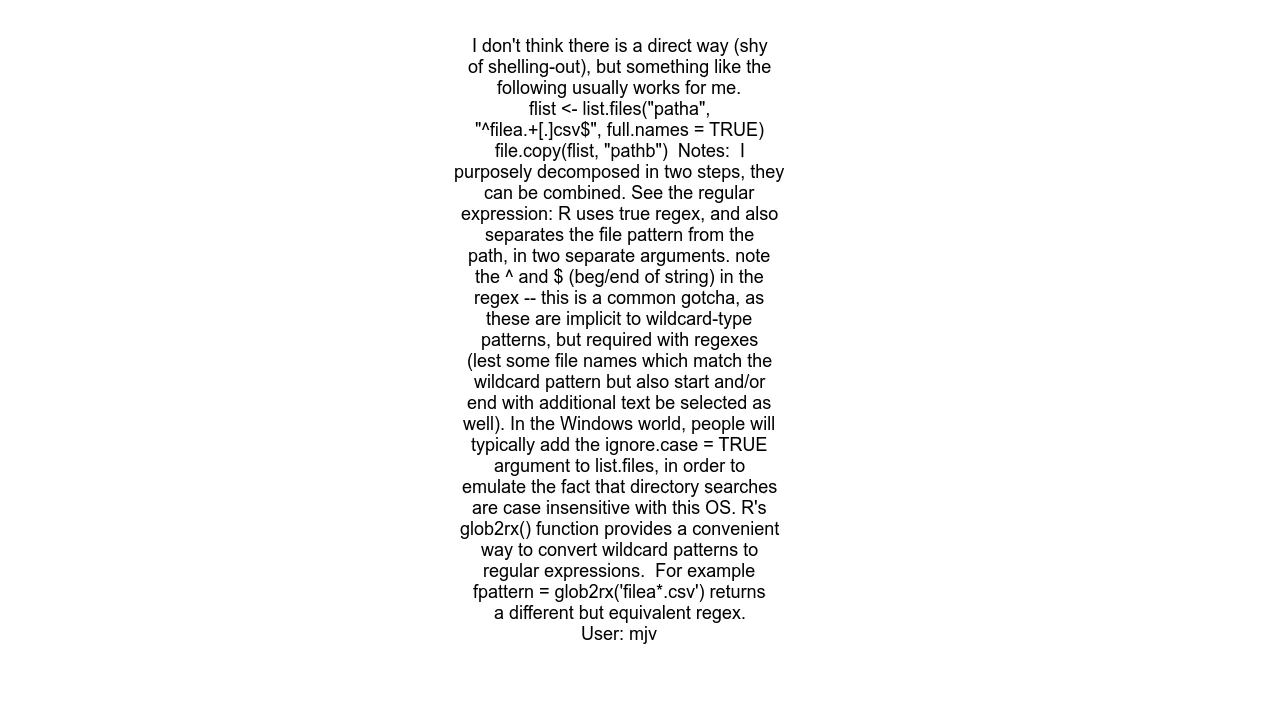 I don't think there is a direct way (shy
of shelling-out), but something like the
following usually works for me.
flist <- list.files("patha",
"^filea.+[.]csv$", full.names = TRUE)
file.copy(flist, "pathb")  Notes:  I
purposely decomposed in two steps, they
can be combined. See the regular
expression: R uses true regex, and also
separates the file pattern from the
path, in two separate arguments. note
the ^ and $ (beg/end of string) in the
regex -- this is a common gotcha, as
these are implicit to wildcard-type
patterns, but required with regexes
(lest some file names which match the
wildcard pattern but also start and/or
end with additional text be selected as
well). In the Windows world, people will
typically add the ignore.case = TRUE
argument to list.files, in order to
emulate the fact that directory searches
are case insensitive with this OS. R's
glob2rx() function provides a convenient
way to convert wildcard patterns to
regular expressions.  For example
fpattern = glob2rx('filea*.csv') returns
a different but equivalent regex.
User: mjv